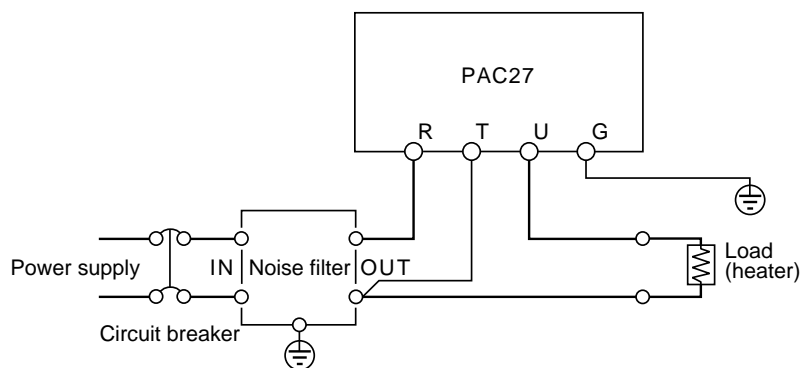 PAC27
R T U G
Power supply
IN Noise filter OUT
Load
(heater)
Circuit breaker